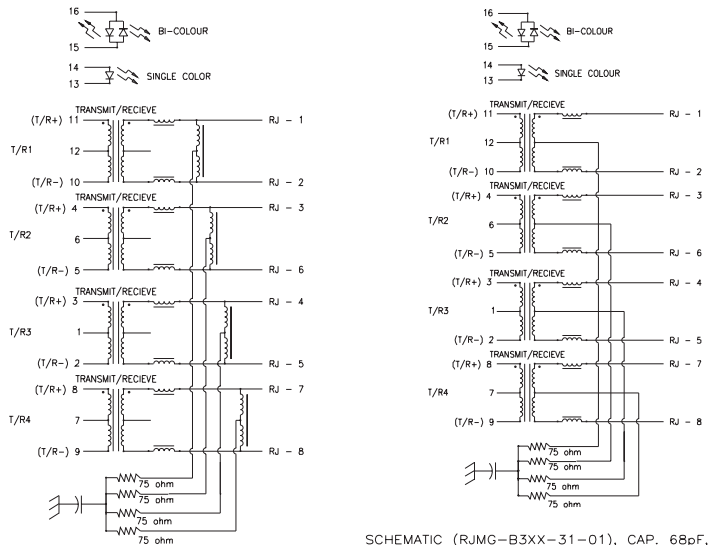 16
BI-COLOUR
15
14
SINGLE COLOR
13
TRANSMIT/RECIEVE
(T/R+) 11
RJ - 1
T/R1
12
(T/R-) 10
RJ - 2
TRANSMIT/RECIEVE
(T/R+) 4
RJ - 3
T/R2
6
(T/R-) 5
RJ - 6
TRANSMIT/RECIEVE
(T/R+) 3
RJ - 4
T/R3
1
(T/R-) 2
RJ - 5
TRANSMIT/RECIEVE
(T/R+) 8
RJ - 7
T/R4
7
(T/R-) 9
RJ - 8
75 ohm
75 ohm
75 ohm
75 ohm
16
BI-COLOUR
15
14
SINGLE COLOUR
13
TRANSMIT/RECIEVE
(T/R+) 11
RJ - 1
T/R1
12
(T/R-) 10
RJ - 2
TRANSMIT/RECIEVE
(T/R+) 4
RJ - 3
T/R2
6
(T/R-) 5
RJ - 6
TRANSMIT/RECIEVE
(T/R+) 3
RJ - 4
T/R3
1
(T/R-) 2
RJ - 5
TRANSMIT/RECIEVE
(T/R+) 8
RJ - 7
T/R4
7
(T/R-) 9
RJ - 8
75 ohm
75 ohm
75 ohm
75 ohm
SCHEMATIC (RJMG-B3XX-31-01), CAP. 68pF,